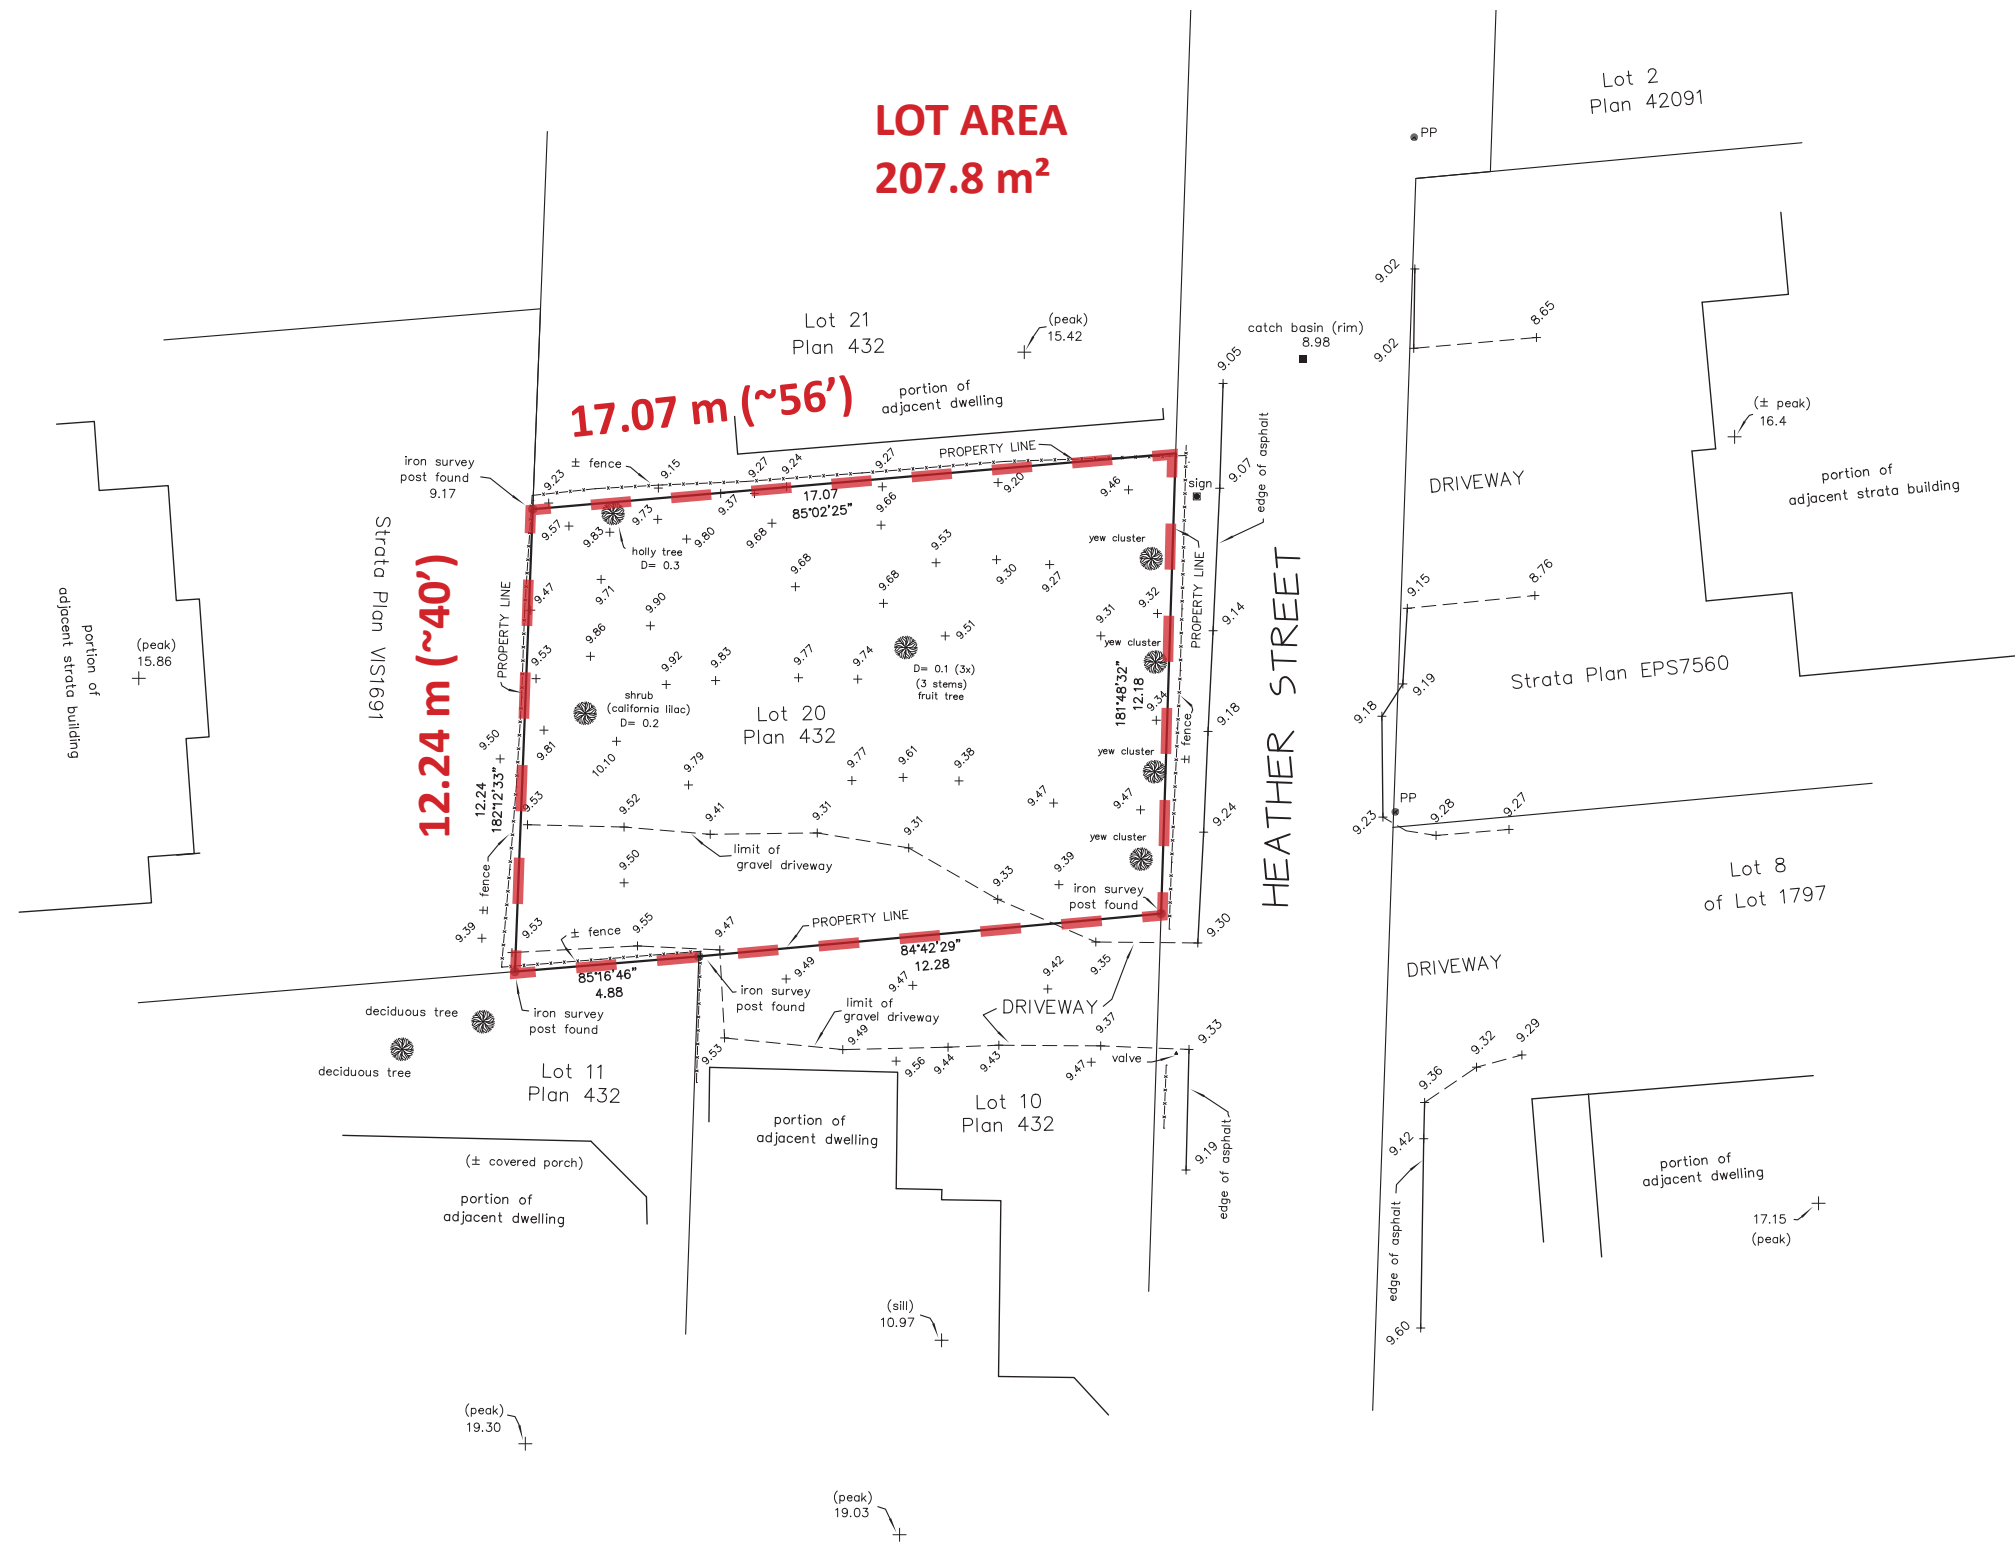 LOT AREA
207.8 m²
Lot 2
Plan 42091
PP
9.02
8.65
9.02
Lot 21
Plan 432
(peak)
15.42
catch basin (rim)
8.98
9.05
17.07 m (~56’)
portion of
adjacent dwelling
(± peak)
16.4
portion of
adjacent strata building
DRIVEWAY
edge of asphalt
9.07
iron survey
post found
9.17
± fence
9.23
9.15
9.27
9.24
9.27
PROPERTY LINE
9.20
9.46
sign
9.57
9.83
9.73
9.80
9.37
9.68
17.07
85°02'25"
9.66
holly tree
D= 0.3
9.53
yew cluster
9.30
9.27
9.68
9.68
9.47
9.71
9.90
9.86
9.31
9.32
9.14
9.15
8.76
PROPERTY LINE
PROPERTY LINE
12.24 m (~40’)
Strata Plan VIS1691
portion of
adjacent strata building
(peak)
15.86
HEATHER STREET
9.53
9.92
9.83
9.77
9.74
9.51
yew cluster
D= 0.1 (3x)
(3 stems)
fruit tree
181°48'32"
12.18
9.34
± fence
9.18
Strata Plan EPS7560
9.19
9.18
shrub
(california lilac)
D= 0.2
Lot 20
Plan 432
9.50
9.81
10.10
9.79
9.77
9.61
9.38
yew cluster
12.24
182°12'33"
9.53
9.52
9.41
9.31
9.31
9.47
9.47
9.24
9.23
PP
9.28
9.27
limit of
gravel driveway
yew cluster
9.50
9.33
9.39
iron survey
post found
Lot 8
of Lot 1797
± fence
9.39
9.53
± fence
9.55
9.47
PROPERTY LINE
84°42'29"
12.28
9.30
85°16'46"
4.88
9.49
9.47
9.42
9.35
DRIVEWAY
iron survey
post found
iron survey
post found
limit of
gravel driveway
DRIVEWAY
deciduous tree
deciduous tree
9.53
9.49
9.56
9.44
9.43
9.37
9.47
valve
9.33
9.36
9.32
9.29
Lot 11
Plan 432
Lot 10
Plan 432
portion of
adjacent dwelling
9.19
edge of asphalt
9.42
edge of asphalt
9.60
(± covered porch)
portion of
adjacent dwelling
portion of
adjacent dwelling
17.15
(peak)
(sill)
10.97
(peak)
19.30
(peak)
19.03